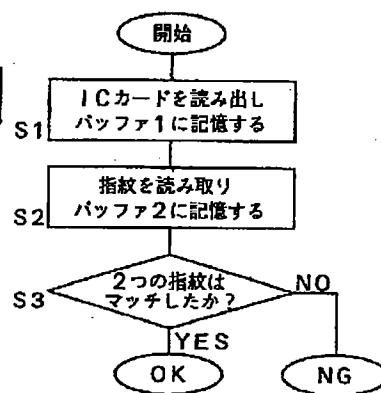 開始
ICカードを読み出し
バッファ1に記憶する
S1
指紋を読み取り
バッファ2に記憶する
S2
2つの指紋は
マッチしたか?
S3
NO
YES
OK
NG